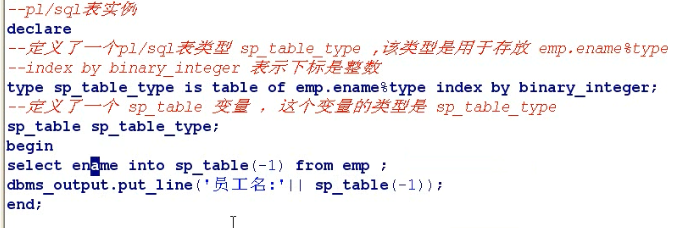 --pl/sql表实例
declare
--定义了一个pl/sql表类型 sp_table_type ,该类型是用于存放 emp.ename%type
--index by binary_integer 表示下标是整数
type sp_table_type is table of emp.ename%type index by binary_integer;
--定义了一个 sp_table 变量 ，这个变量的类型是 sp_table_type
sp_table sp_table_type;
begin
select ename into sp_table(-1) from emp ;
dbms_output.put_line('员工名:'|| sp_table(-1));
end;